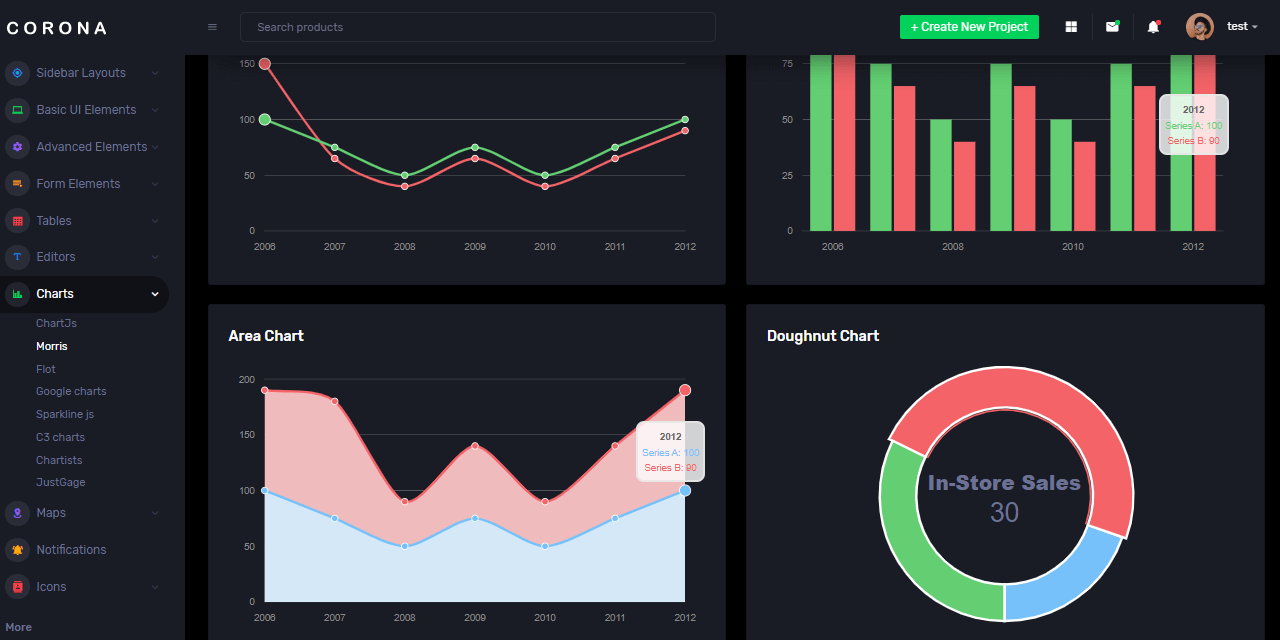 CORONA
Search products
+ Create New Project
test
Sidebar Layouts
Basic UI Elements
Advanced Elements
Form Elements
Tables
Editors
Charts
ChartJs
Morris
Flot
Google charts
Sparkline js
C3 charts
Chartists
JustGage
Maps
Notifications
Icons
More
150
100
50
0
2006 2007 2008 2009 2010 2011 2012
75
50
25
0
2006 2008 2010 2012
2012
Series A: 100
Series B: 90
Area Chart
200
150
100
50
0
2006 2007 2008 2009 2010 2011 2012
2012
Series A: 100
Series B: 90
Doughnut Chart
In-Store Sales
30